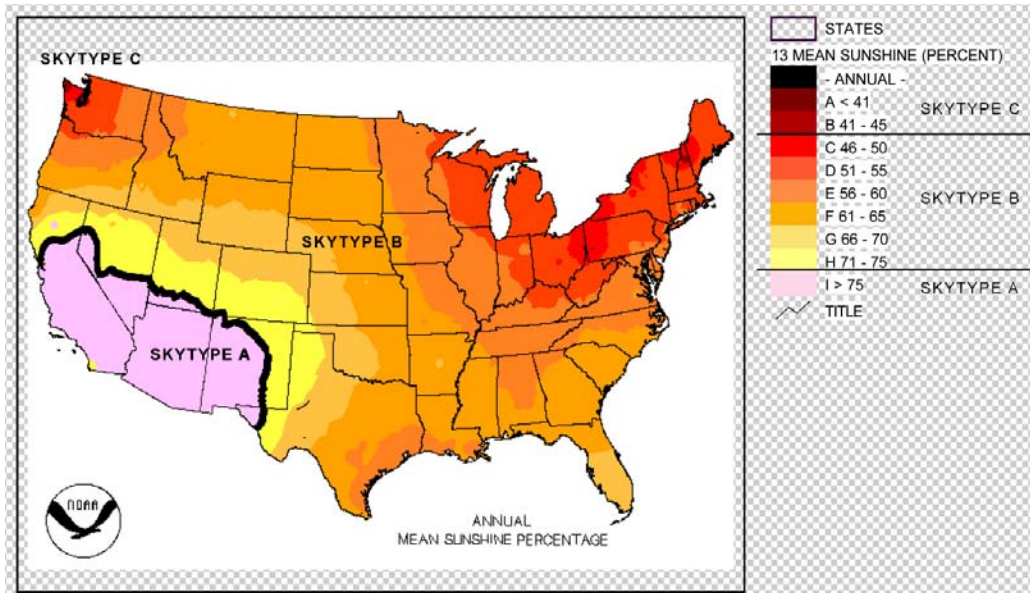 SKYTYPE C
SKYTYPE B
SKYTYPE A
NOAA
ANNUAL
MEAN SUNSHINE PERCENTAGE
STATES
13 MEAN SUNSHINE (PERCENT)
- ANNUAL -
A < 41
SKYTYPE C
B 41 - 45
C 46 - 50
D 51 - 55
E 56 - 60
SKYTYPE B
F 61 - 65
G 66 - 70
H 71 - 75
I > 75
SKYTYPE A
TITLE